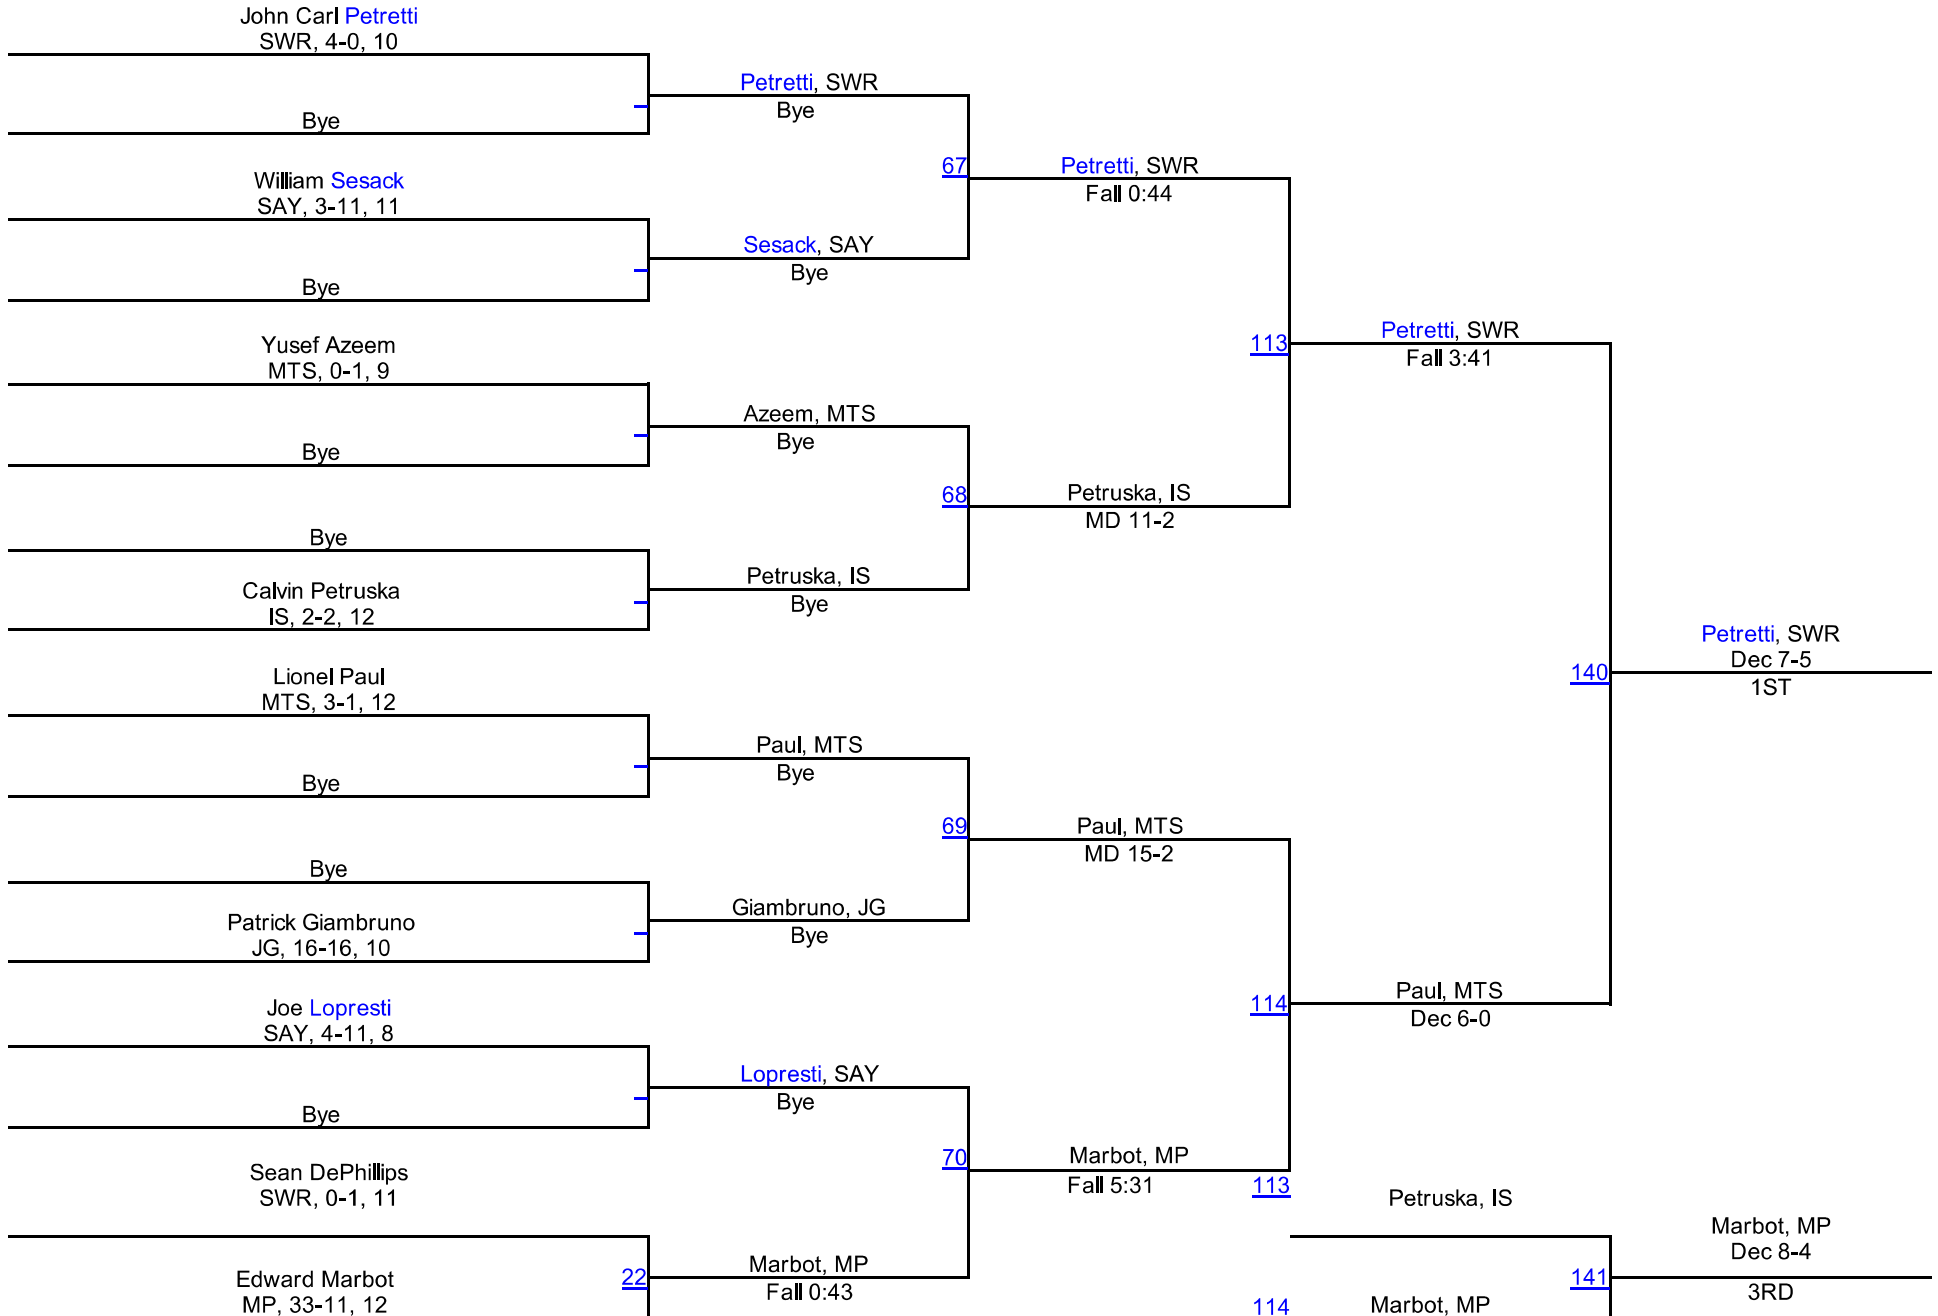 John Carl Petretti
SWR, 4-0, 10
Bye
William Sesack
SAY, 3-11, 11
Bye
Yusef Azeem
MTS, 0-1, 9
Bye
Bye
Calvin Petruska
IS, 2-2, 12
Lionel Paul
MTS, 3-1, 12
Bye
Bye
Patrick Giambruno
JG, 16-16, 10
Joe Lopresti
SAY, 4-11, 8
Bye
Sean DePhillips
SWR, 0-1, 11
Edward Marbot
MP, 33-11, 12
22
Petretti, SWR
Bye
Sesack, SAY
Bye
Azeem, MTS
Bye
Petruska, IS
Bye
Paul, MTS
Bye
Giambruno, JG
Bye
Lopresti, SAY
Bye
Marbot, MP
Fall 0:43
67
68
69
70
Petretti, SWR
Fall 0:44
Petruska, IS
MD 11-2
Paul, MTS
MD 15-2
Marbot, MP
Fall 5:31
113
114
Petretti, SWR
Fall 3:41
Paul, MTS
Dec 6-0
140
Petretti, SWR
Dec 7-5
1ST
113
Petruska, IS
114
Marbot, MP
141
Marbot, MP
Dec 8-4
3RD